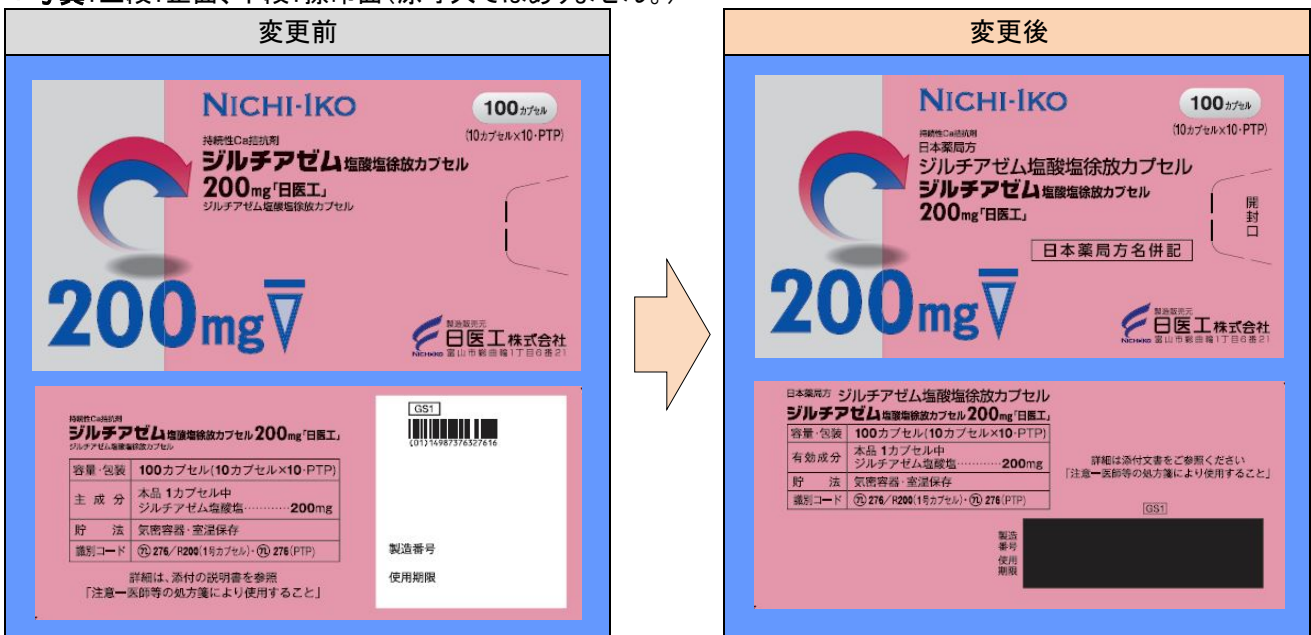 変更前
NICHI-IKO
100カプセル
(10カプセル×10・PTP)
持続性Ca拮抗剤
ジルチアゼム塩酸塩徐放カプセル
200mg「日医工」
ジルチアゼム塩酸塩徐放カプセル
200mg
製造販売元
日医工株式会社
NICHI-IKO 富山市総曲輪1丁目6番21
持続性Ca拮抗剤
ジルチアゼム塩酸塩徐放カプセル200mg「日医工」
ジルチアゼム塩酸塩徐放カプセル
容量・包装 100カプセル(10カプセル×10・PTP)
主成分 本品1カプセル中
ジルチアゼム塩酸塩…………200mg
貯法 気密容器・室温保存
識別コード ㋥276/R200(1号カプセル)・㋥276(PTP)
詳細は、添付の説明書を参照
「注意ー医師等の処方箋により使用すること」
GS1
(01)14987376327616
製造番号
使用期限
変更後
NICHI-IKO
100カプセル
(10カプセル×10・PTP)
持続性Ca拮抗剤
日本薬局方
ジルチアゼム塩酸塩徐放カプセル
ジルチアゼム塩酸塩徐放カプセル
200mg「日医工」
開封口
日本薬局方名併記
200mg
製造販売元
日医工株式会社
NICHI-IKO 富山市総曲輪1丁目6番21
日本薬局方 ジルチアゼム塩酸塩徐放カプセル
ジルチアゼム塩酸塩徐放カプセル200mg「日医工」
容量・包装 100カプセル(10カプセル×10・PTP)
有効成分 本品1カプセル中
ジルチアゼム塩酸塩…………200mg
貯法 気密容器・室温保存
識別コード ㋥276/R200(1号カプセル)・㋥276(PTP)
詳細は添付文書をご参照ください
「注意ー医師等の処方箋により使用すること」
GS1
製造番号
使用期限